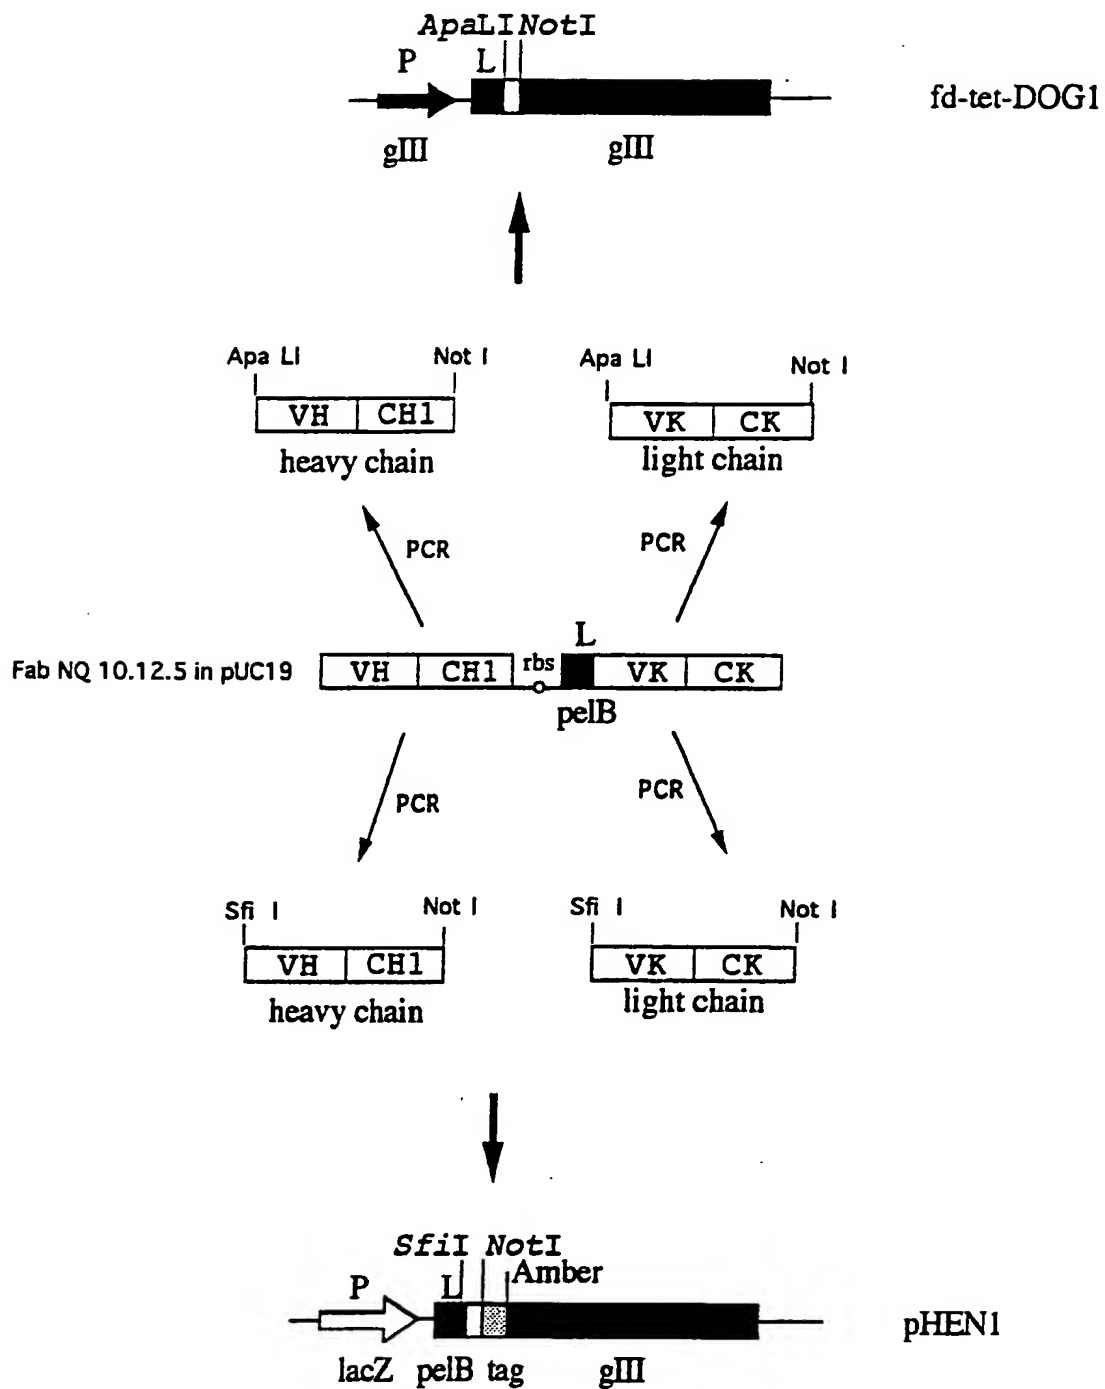 ApaLI NotI
P L
fd-tet-DOG1
gIII gIII
Apa LI Not I Apa LI Not I
VH CH1 VK CK
heavy chain light chain
PCR PCR
L
Fab NQ 10.12.5 in pUC19 VH CH1 rbs VK CK
pelB
PCR PCR
Sfi I Not I Sfi I Not I
VH CH1 VK CK
heavy chain light chain
SfiI NotI
P L Amber
pHEN1
lacZ pelB tag gIII